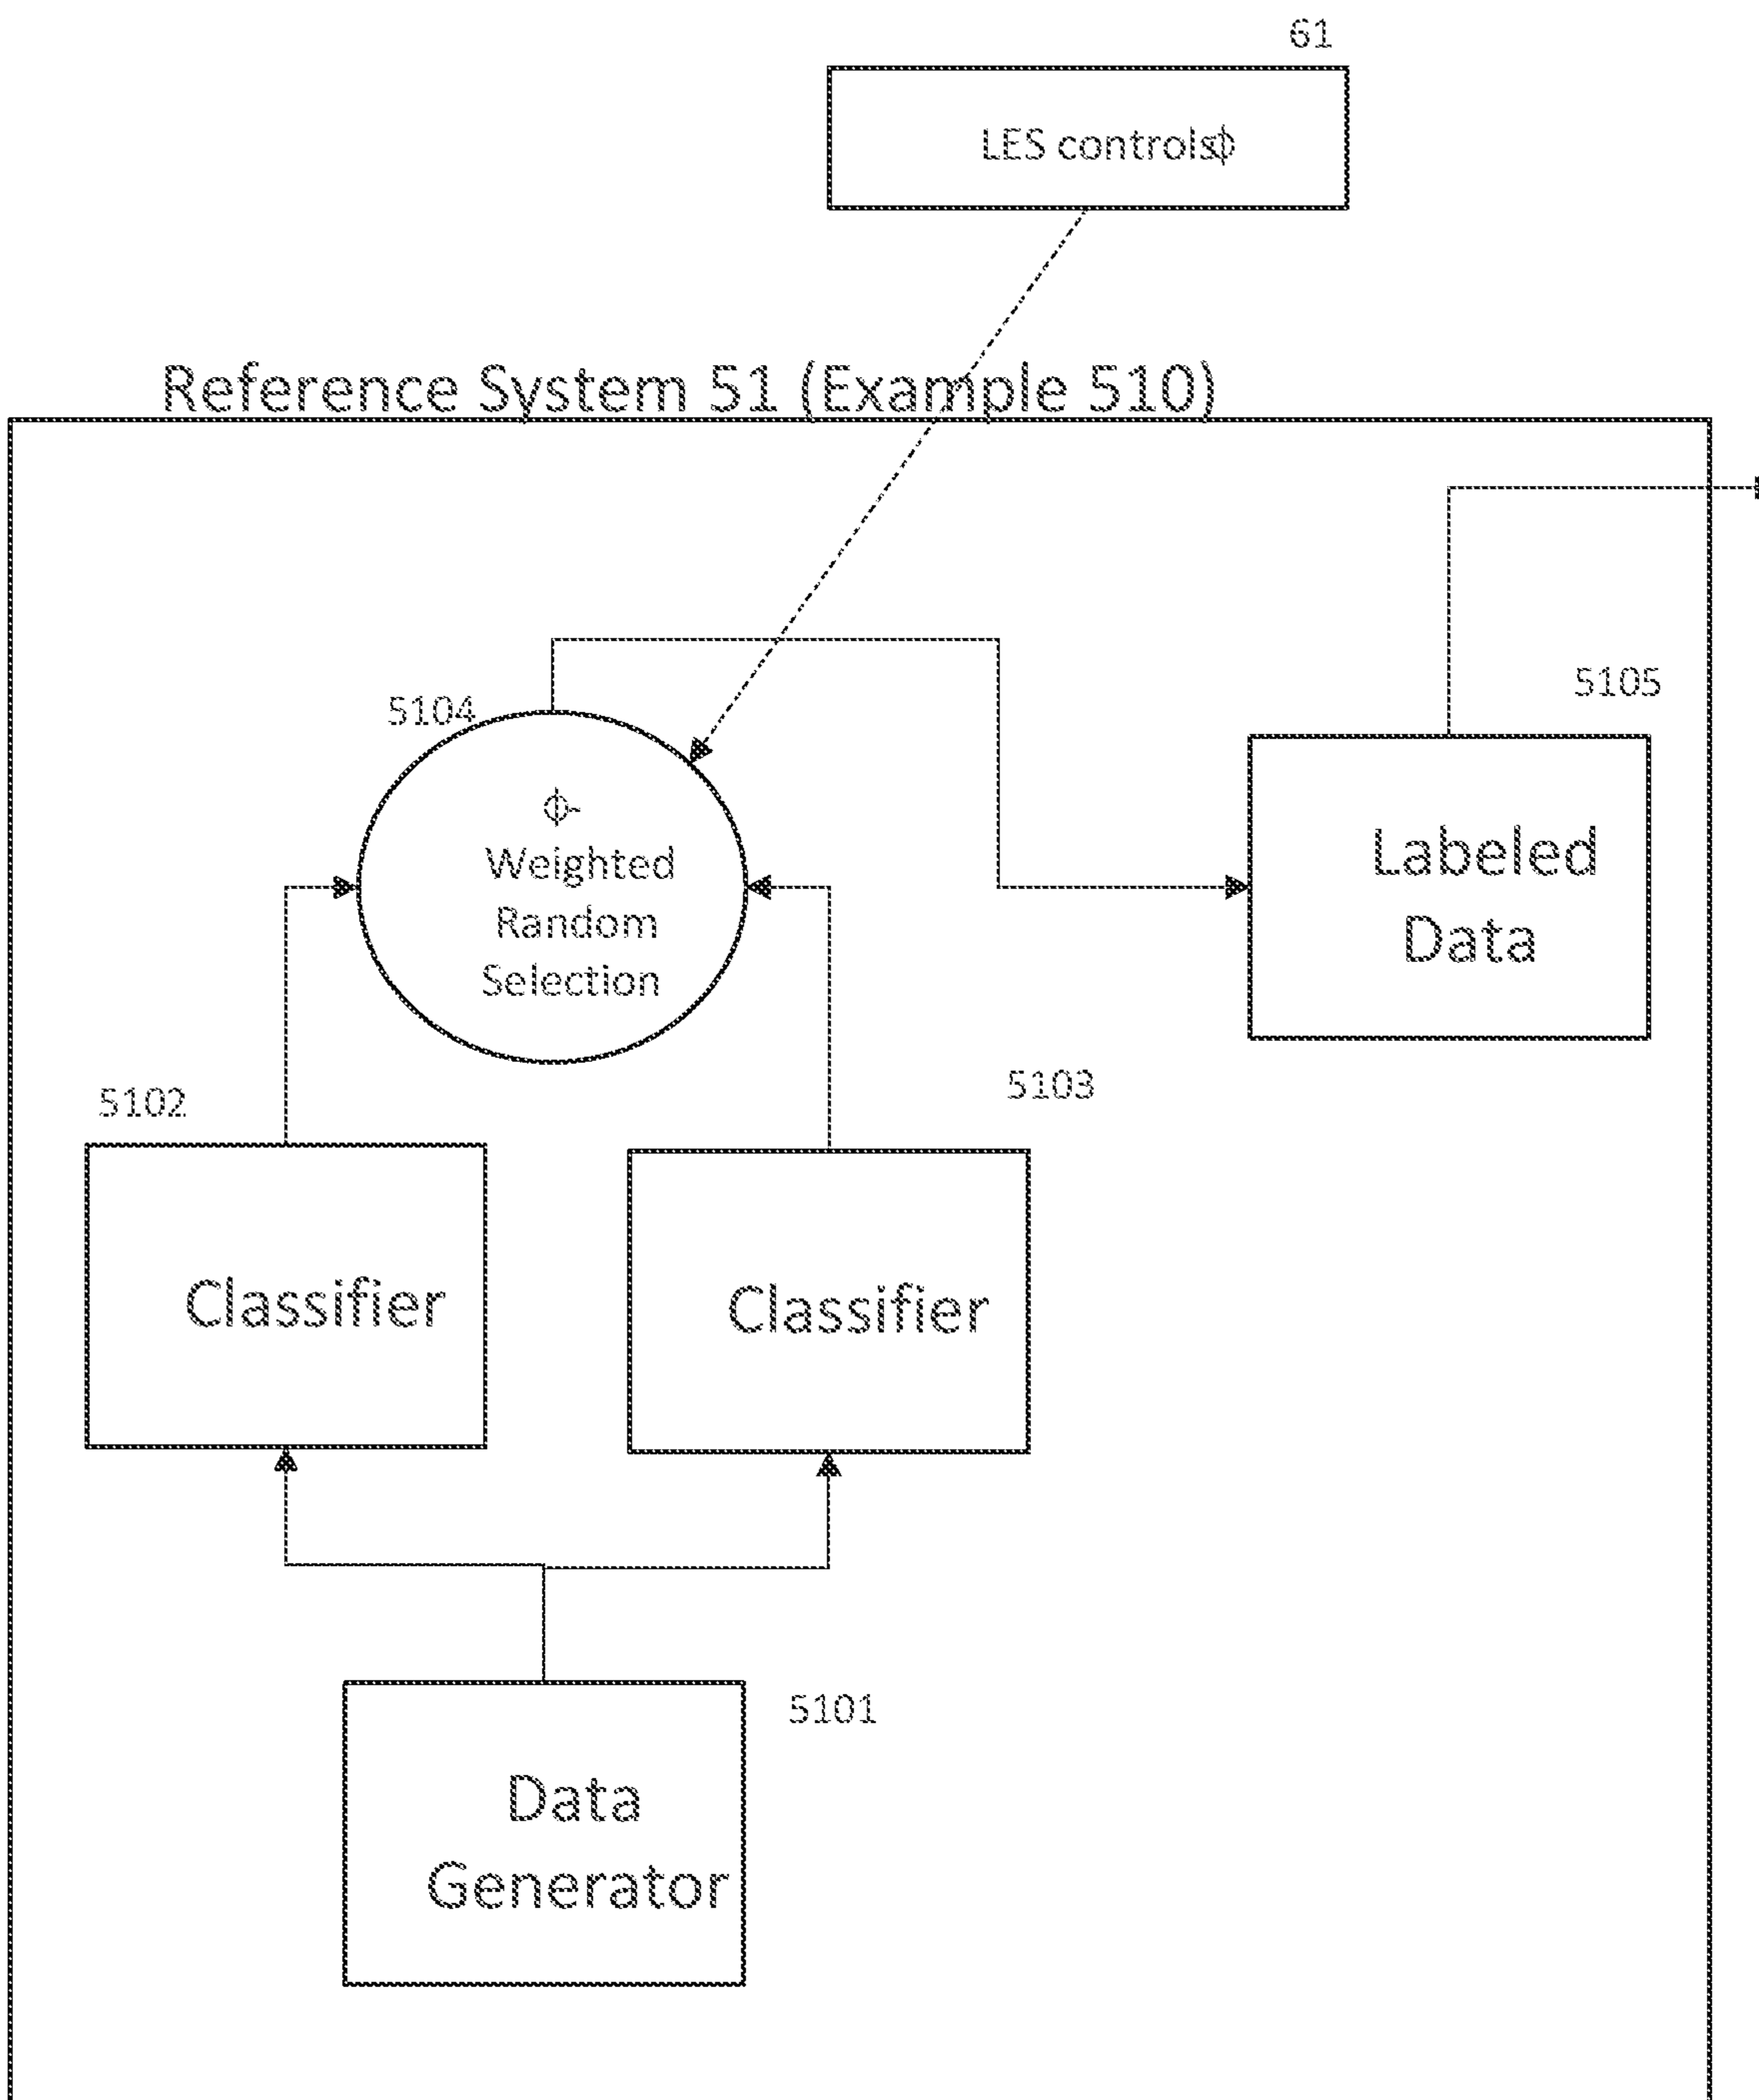 61
LES controlsϕ
Reference System 51 (Example 510)
5104
5105
ϕ-
Weighted
Random
Selection
Labeled
Data
5102
5103
Classifier
Classifier
5101
Data
Generator